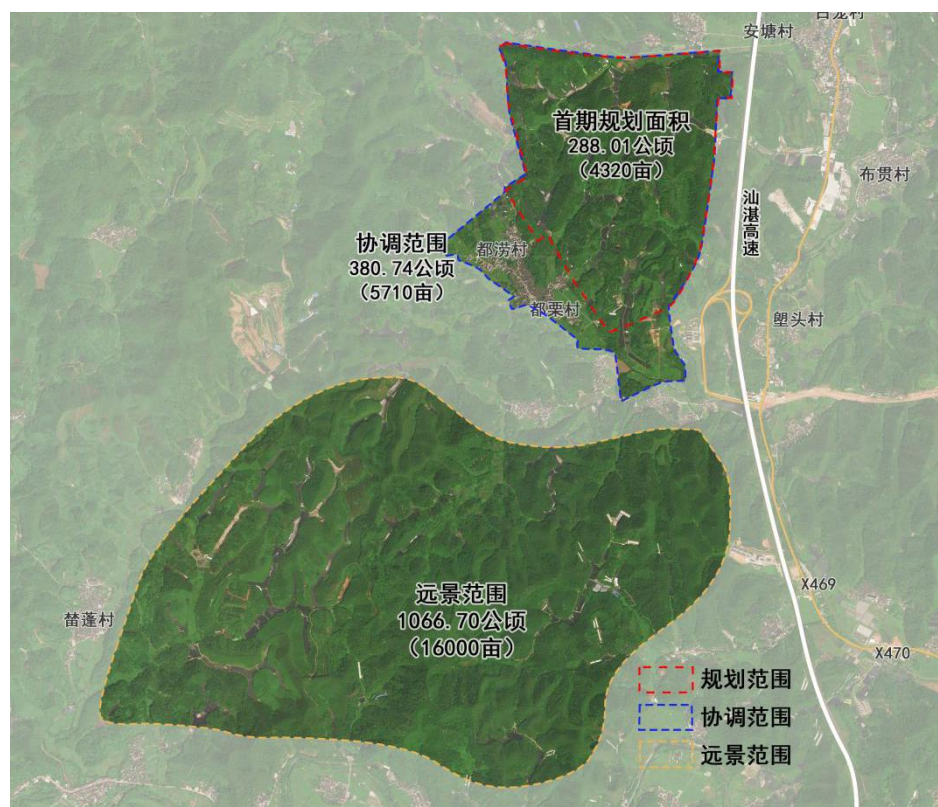 安塘村
首期规划面积
288.01公顷
（4320亩）
布贯村
汕湛高速
协调范围
380.74公顷
（5710亩）
都涝村
都栗村
塱头村
远景范围
1066.70公顷
（16000亩）
替蓬村
X469
X470
规划范围
协调范围
远景范围